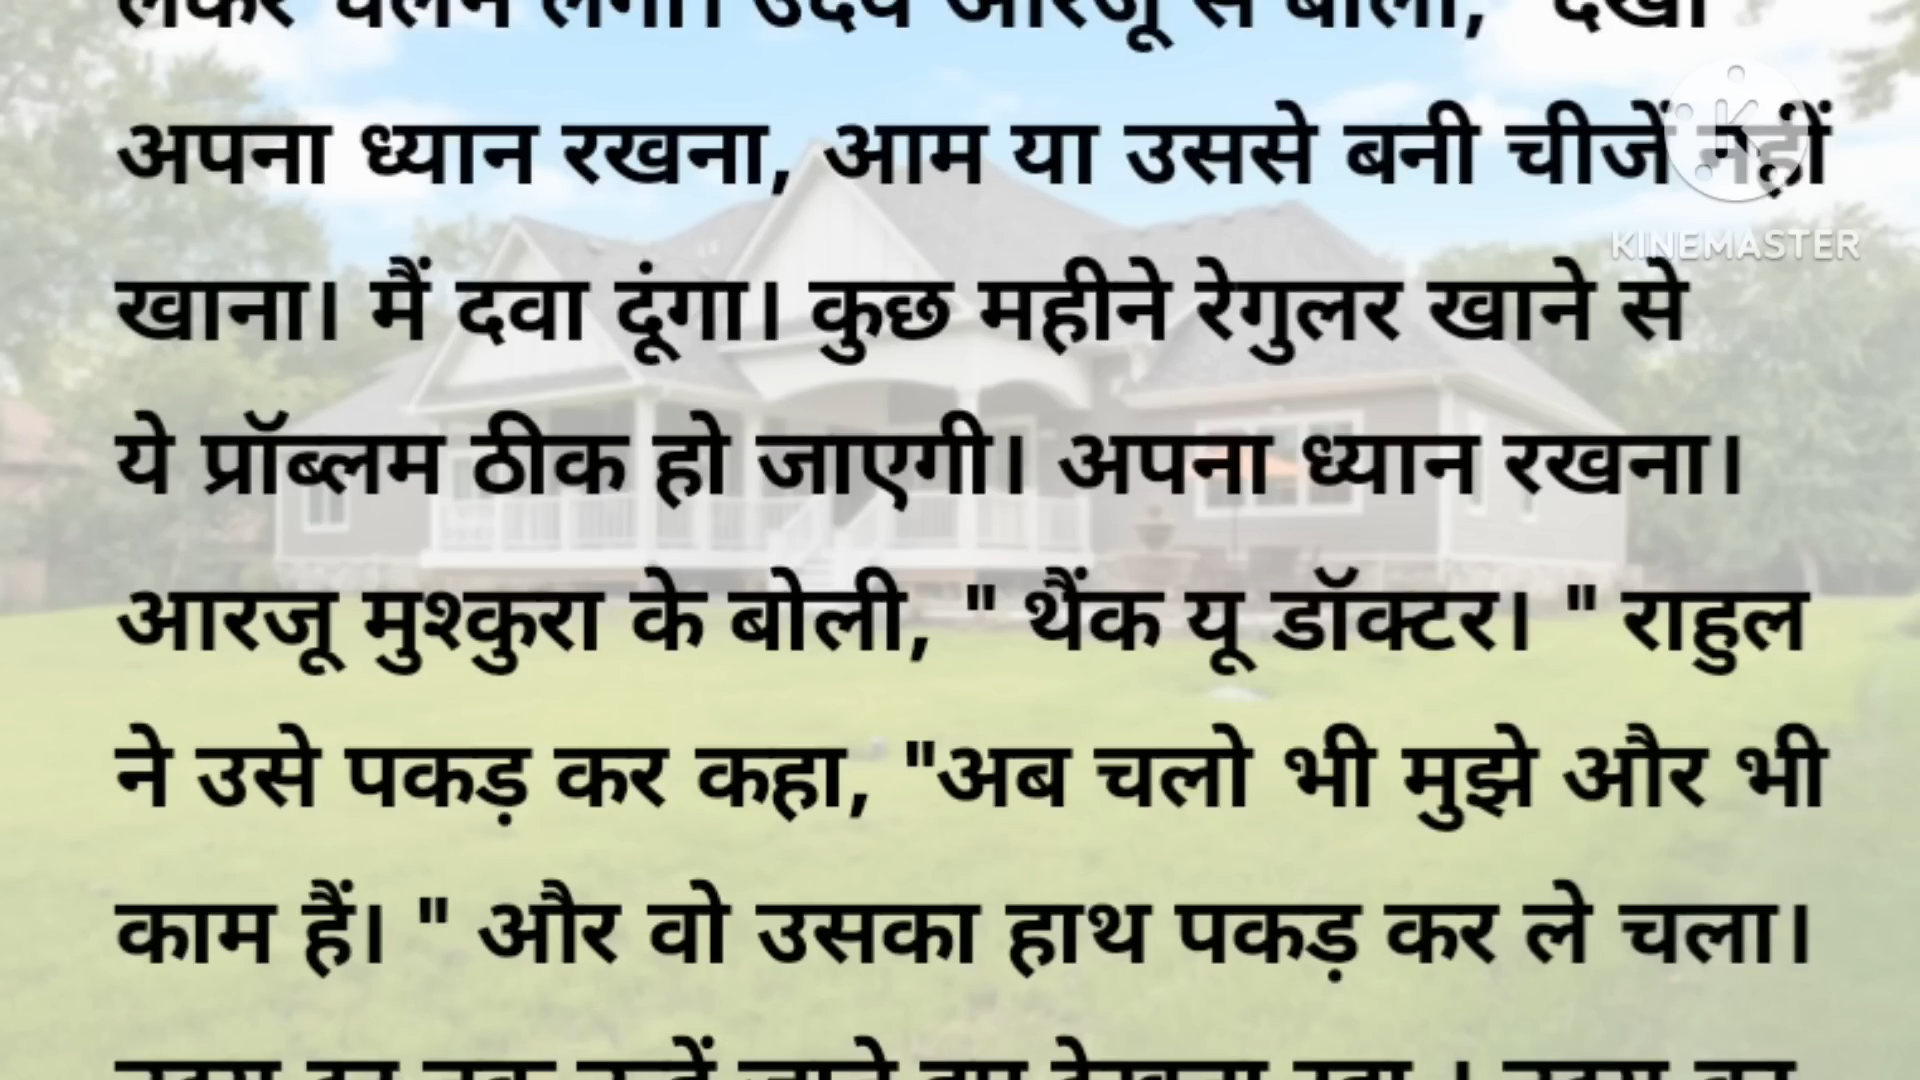 लेकर चलने लगा। उदय आरजू से बोला, " देखो
अपना ध्यान रखना, आम या उससे बनी चीजें नहीं
खाना। मैं दवा दूंगा। कुछ महीने रेगुलर खाने से
ये प्रॉब्लम ठीक हो जाएगी। अपना ध्यान रखना।
आरजू मुश्कुरा के बोली, " थैंक यू डॉक्टर। " राहुल
ने उसे पकड़ कर कहा, "अब चलो भी मुझे और भी
काम हैं। " और वो उसका हाथ पकड़ कर ले चला।
KINEMASTER